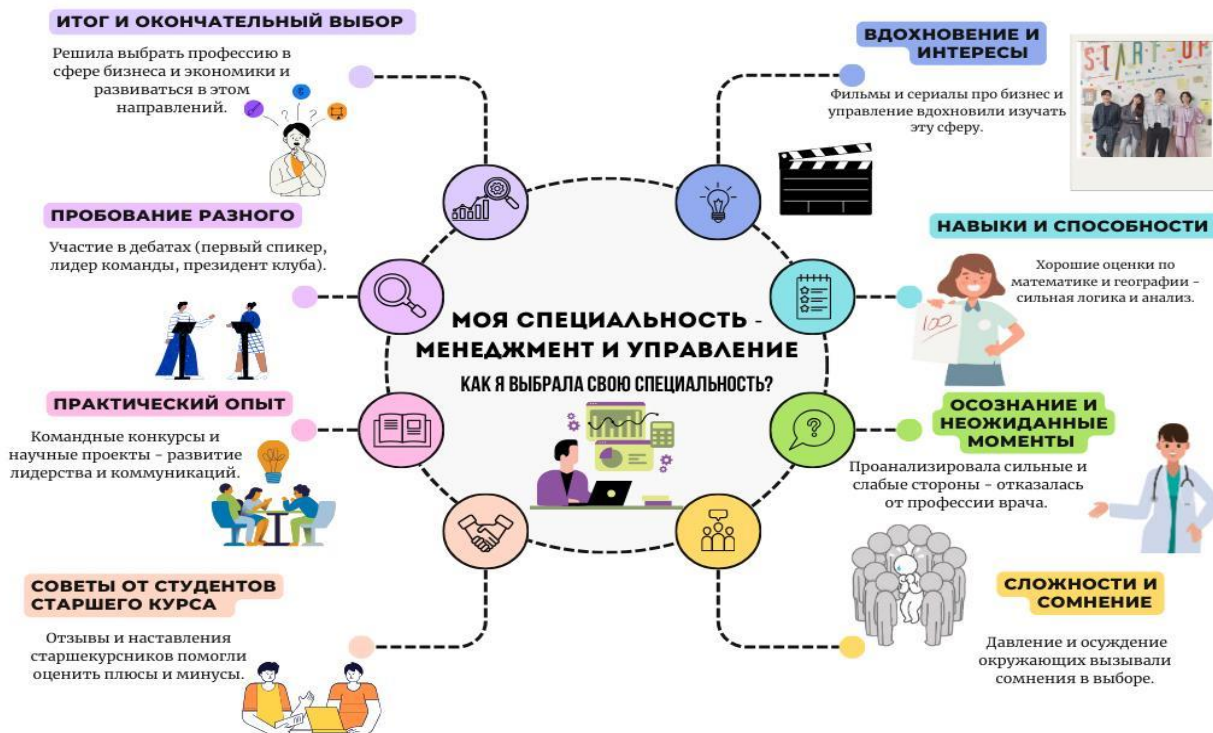 МОЯ СПЕЦИАЛЬНОСТЬ -
МЕНЕДЖМЕНТ И УПРАВЛЕНИЕ
КАК Я ВЫБРАЛА СВОЮ СПЕЦИАЛЬНОСТЬ?
ВДОХНОВЕНИЕ И
ИНТЕРЕСЫ
Фильмы и сериалы про бизнес и
управление вдохновили изучать
эту сферу.
START-UP
НАВЫКИ И СПОСОБНОСТИ
Хорошие оценки по
математике и географии -
сильная логика и анализ.
100
ОСОЗНАНИЕ И
НЕОЖИДАННЫЕ
МОМЕНТЫ
Проанализировала сильные и
слабые стороны - отказалась
от профессии врача.
СЛОЖНОСТИ И
СОМНЕНИЕ
Давление и осуждение
окружающих вызывали
сомнения в выборе.
СОВЕТЫ ОТ СТУДЕНТОВ
СТАРШЕГО КУРСА
Отзывы и наставления
старшекурсников помогли
оценить плюсы и минусы.
ПРАКТИЧЕСКИЙ ОПЫТ
Командные конкурсы и
научные проекты - развитие
лидерства и коммуникаций.
ПРОБОВАНИЕ РАЗНОГО
Участие в дебатах (первый спикер,
лидер команды, президент клуба).
ИТОГ И ОКОНЧАТЕЛЬНЫЙ ВЫБОР
Решила выбрать профессию в
сфере бизнеса и экономики и
развиваться в этом
направлений.